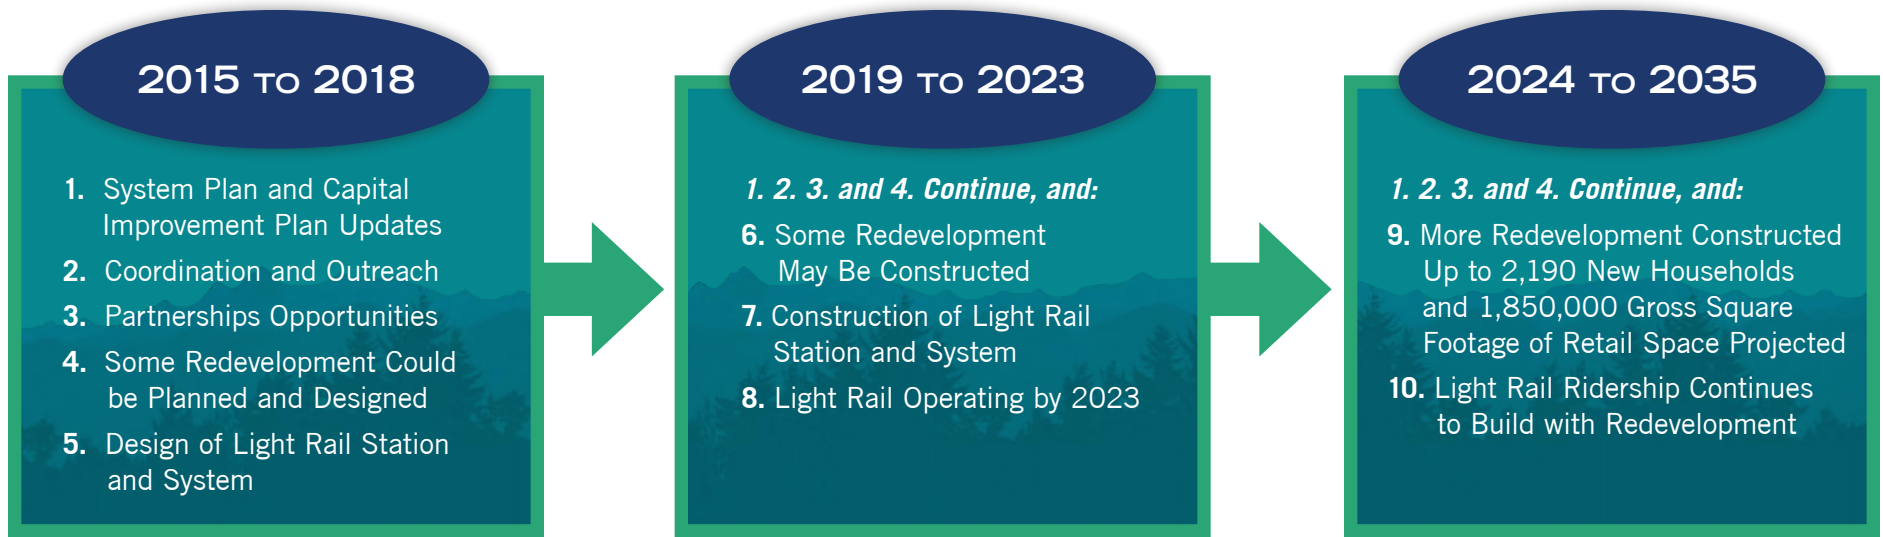 2015 TO 2018
1. System Plan and Capital
Improvement Plan Updates
2. Coordination and Outreach
3. Partnerships Opportunities
4. Some Redevelopment Could
be Planned and Designed
5. Design of Light Rail Station
and System
2019 TO 2023
1. 2. 3. and 4. Continue, and:
6. Some Redevelopment
May Be Constructed
7. Construction of Light Rail
Station and System
8. Light Rail Operating by 2023
2024 TO 2035
1. 2. 3. and 4. Continue, and:
9. More Redevelopment Constructed
Up to 2,190 New Households
and 1,850,000 Gross Square
Footage of Retail Space Projected
10. Light Rail Ridership Continues
to Build with Redevelopment